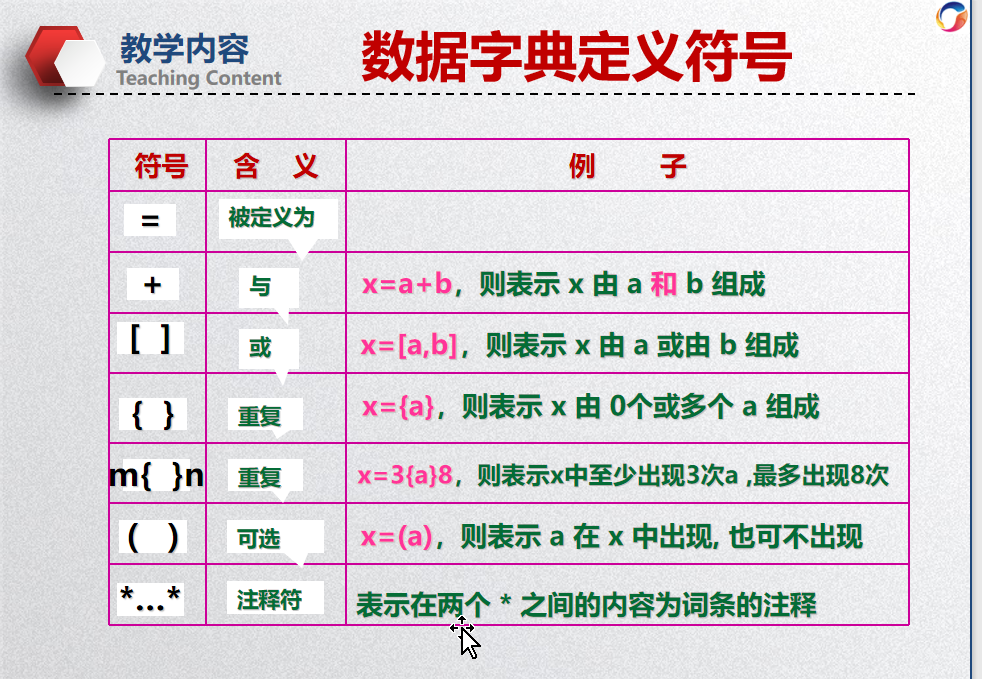 教学内容
Teaching Content
数据字典定义符号
符号 含 义 例 子
= 被定义为
+ 与 x=a+b，则表示 x 由 a 和 b 组成
[ ] 或 x=[a,b]，则表示 x 由 a 或由 b 组成
{ } 重复 x={a}，则表示 x 由 0个或多个 a 组成
m{ }n 重复 x=3{a}8，则表示x中至少出现3次a ,最多出现8次
( ) 可选 x=(a)，则表示 a 在 x 中出现, 也可不出现
*...* 注释符 表示在两个 * 之间的内容为词条的注释